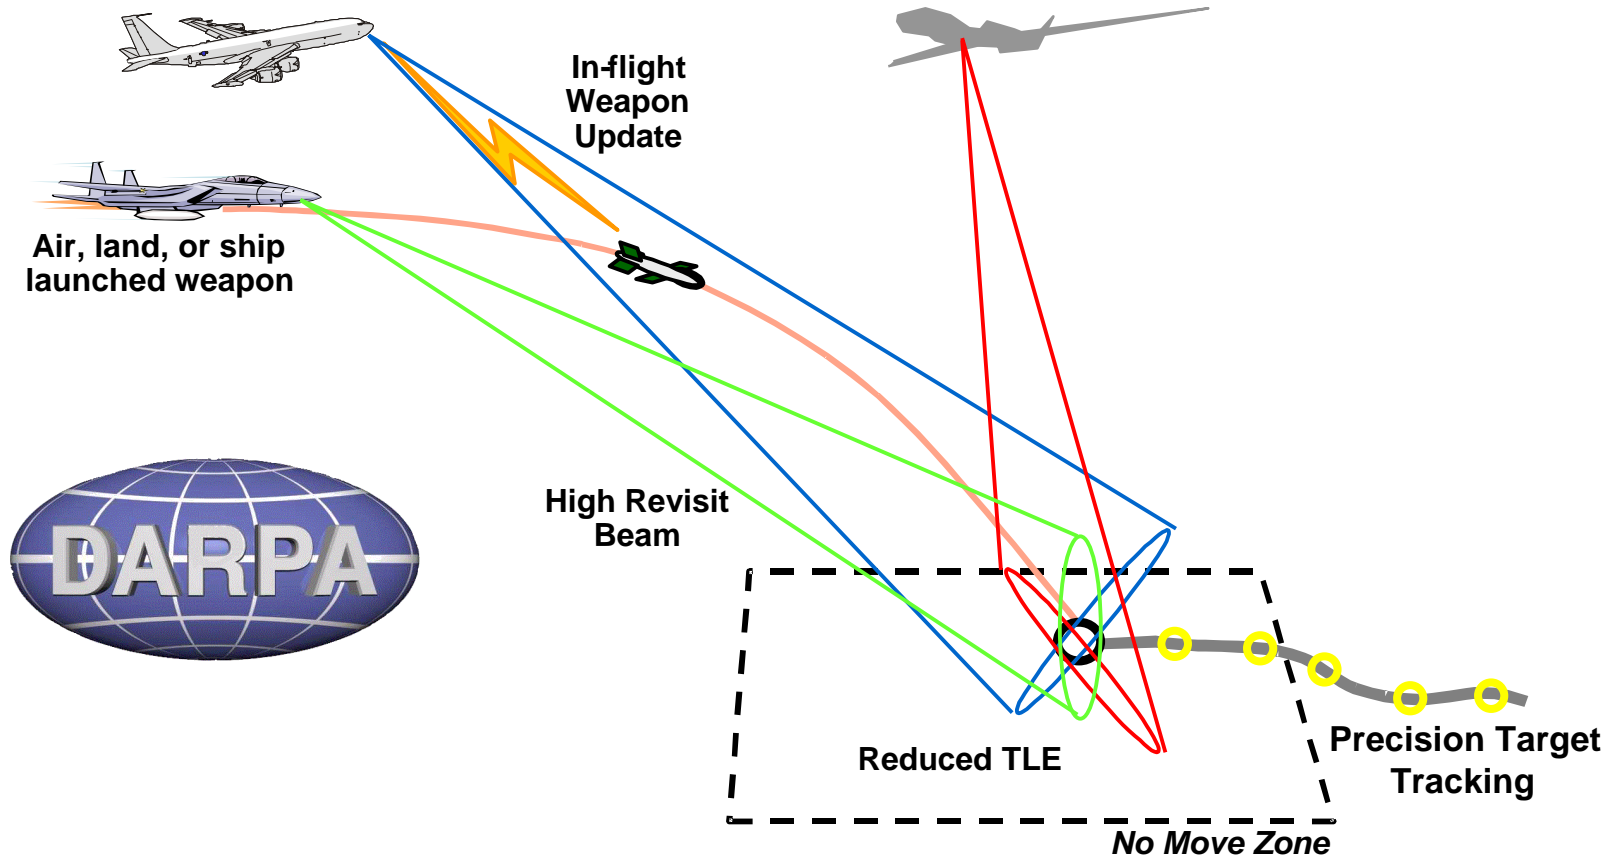 In-flight
Weapon
Update
Air, land, or ship
launched weapon
DARPA
High Revisit
Beam
Reduced TLE
Precision Target
Tracking
No Move Zone